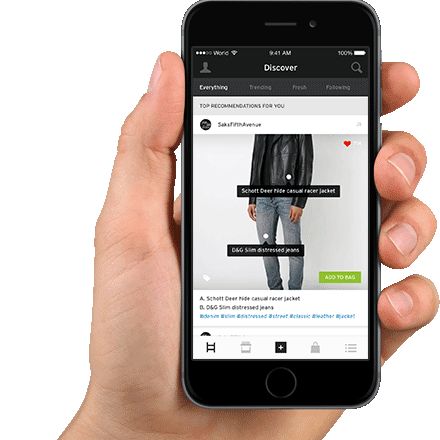 World 9:41 AM 100%
Discover
Everything Trending Fresh Following
TOP RECOMMENDATIONS FOR YOU
SaksFifthAvenue
Schott Deer hide casual racer jacket
D&G Slim distressed jeans
ADD TO BAG
A. Schott Deer hide casual racer jacket
B. D&G Slim distressed jeans
#denim #slim #distressed #street #classic #leather #jacket